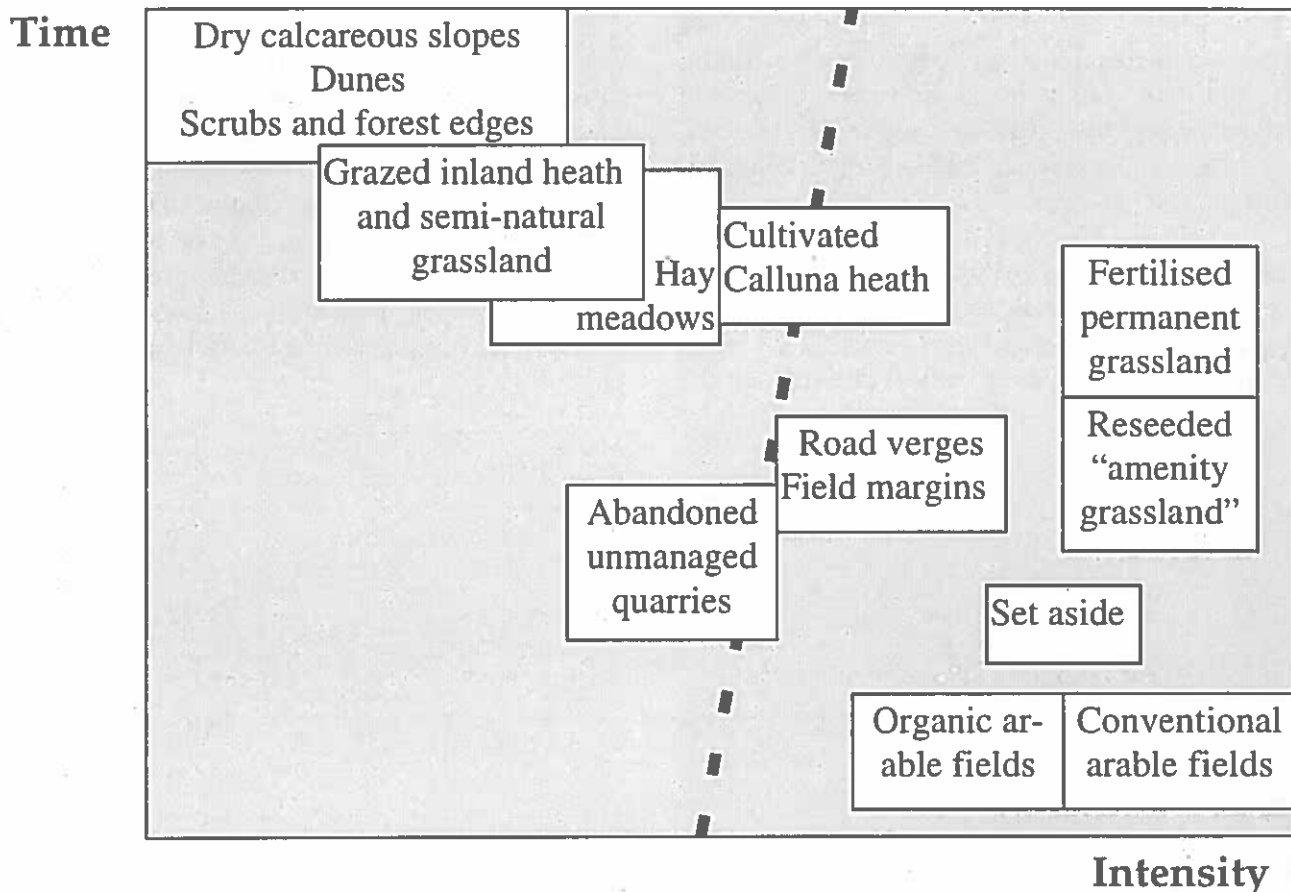 Time
Dry calcareous slopes
Dunes
Scrubs and forest edges
Grazed inland heath
and semi-natural
grassland
Hay
meadows
Cultivated
Calluna heath
Fertilised
permanent
grassland
Road verges
Field margins
Reseeded
“amenity
grassland”
Abandoned
unmanaged
quarries
Set aside
Organic ar-
able fields
Conventional
arable fields
Intensity